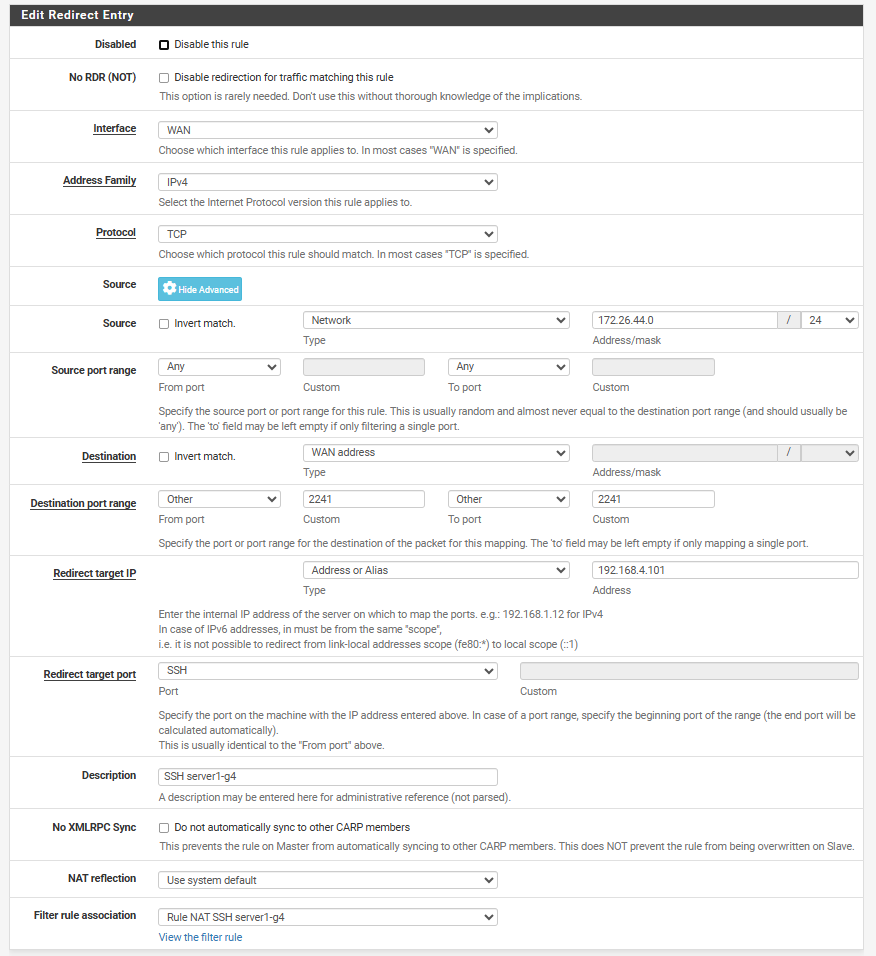 Edit Redirect Entry
Disabled
Disable this rule
No RDR (NOT)
Disable redirection for traffic matching this rule
This option is rarely needed. Don't use this without thorough knowledge of the implications.
Interface
WAN
Choose which interface this rule applies to. In most cases "WAN" is specified.
Address Family
IPv4
Select the Internet Protocol version this rule applies to.
Protocol
TCP
Choose which protocol this rule should match. In most cases "TCP" is specified.
Source
Hide Advanced
Source
Invert match.
Network
172.26.44.0
/
24
Type
Address/mask
Source port range
Any
Any
From port
Custom
To port
Custom
Specify the source port or port range for this rule. This is usually random and almost never equal to the destination port range (and should usually be
'any'). The 'to' field may be left empty if only filtering a single port.
Destination
Invert match.
WAN address
/
Type
Address/mask
Destination port range
Other
2241
Other
2241
From port
Custom
To port
Custom
Specify the port or port range for the destination of the packet for this mapping. The 'to' field may be left empty if only mapping a single port.
Redirect target IP
Address or Alias
192.168.4.101
Type
Address
Enter the internal IP address of the server on which to map the ports. e.g.: 192.168.1.12 for IPv4
In case of IPv6 addresses, in must be from the same "scope",
i.e. it is not possible to redirect from link-local addresses scope (fe80:*) to local scope (::1)
Redirect target port
SSH
Port
Custom
Specify the port on the machine with the IP address entered above. In case of a port range, specify the beginning port of the range (the end port will be
calculated automatically).
This is usually identical to the "From port" above.
Description
SSH server1-g4
A description may be entered here for administrative reference (not parsed).
No XMLRPC Sync
Do not automatically sync to other CARP members
This prevents the rule on Master from automatically syncing to other CARP members. This does NOT prevent the rule from being overwritten on Slave.
NAT reflection
Use system default
Filter rule association
Rule NAT SSH server1-g4
View the filter rule